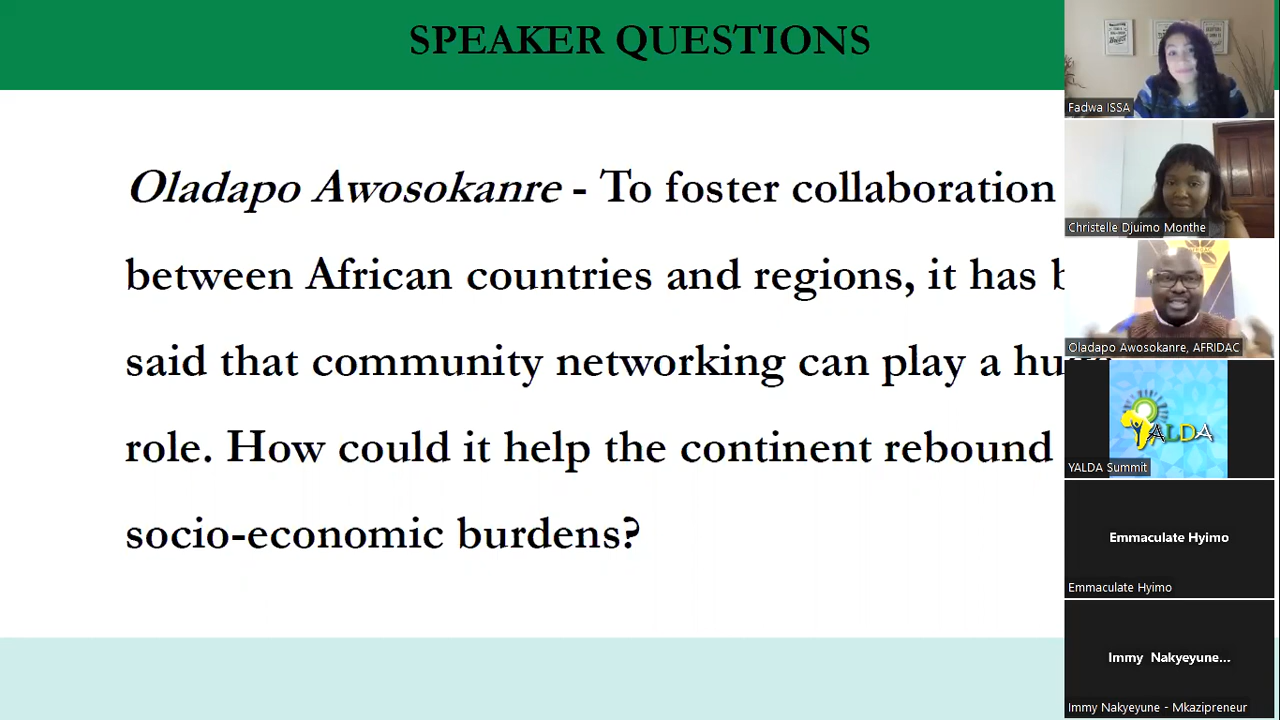 SPEAKER QUESTIONS
Oladapo Awosokanre - To foster collaboration
between African countries and regions, it has
said that community networking can play a
role. How could it help the continent rebound
socio-economic burdens?
Fadwa ISSA
Christelle Djuimo Monthe
Oladapo Awosokanre, AFRIDAC
YALDA
YALDA Summit
Emmaculate Hyimo
Emmaculate Hyimo
Immy Nakyeyune...
Immy Nakyeyune - Mkazipreneur